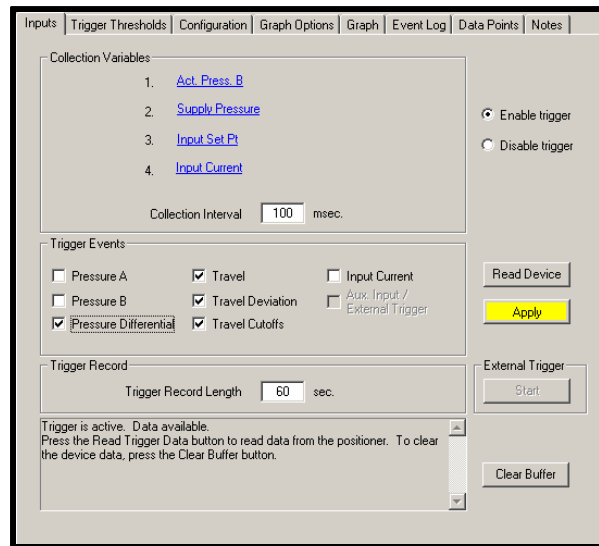 Inputs Trigger Thresholds Configuration Graph Options Graph Event Log Data Points Notes
Collection Variables
1. Act. Press. B
2. Supply Pressure
3. Input Set Pt
4. Input Current
Collection Interval 100 msec.
Enable trigger
Disable trigger
Trigger Events
Pressure A Travel Input Current
Pressure B Travel Deviation Aux. Input /
External Trigger
Pressure Differential Travel Cutoffs
Read Device
Apply
Trigger Record
Trigger Record Length 60 sec.
External Trigger
Start
Trigger is active. Data available.
Press the Read Trigger Data button to read data from the positioner. To clear
the device data, press the Clear Buffer button.
Clear Buffer